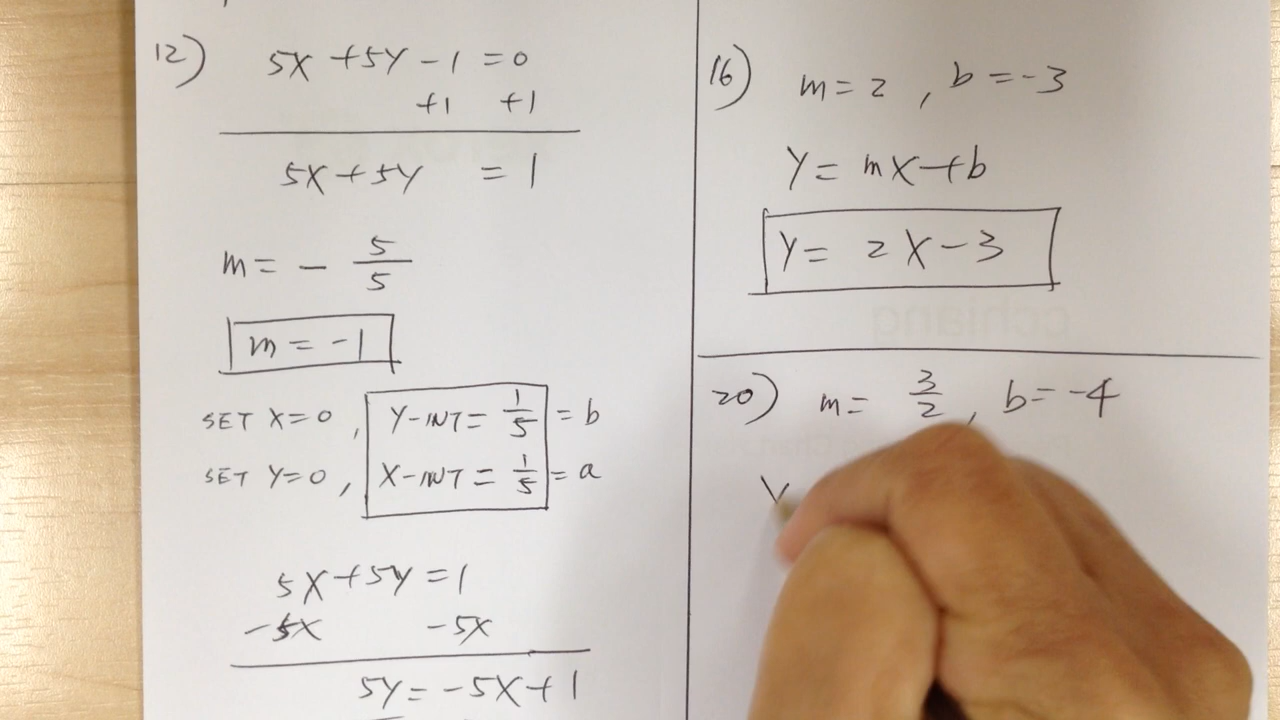 12) 5X + 5Y - 1 = 0
+1 +1
5X + 5Y = 1
m = - 5/5
m = -1
SET X=0, Y-INT = 1/5 = b
SET Y=0, X-INT = 1/5 = a
5X + 5Y = 1
-5X -5X
5Y = -5X + 1
16) m = 2, b = -3
Y = mX + b
Y = 2X - 3
20) m = 3/2, b = -4
Y